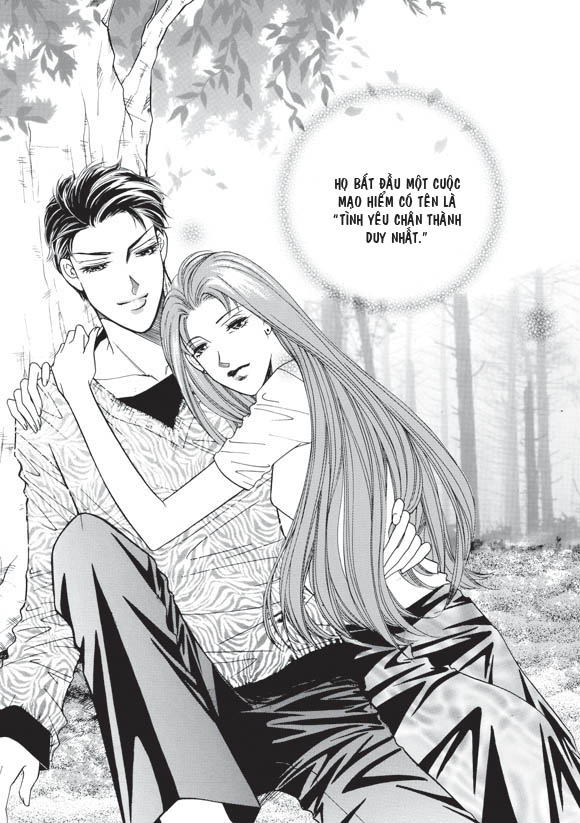 HỌ BẮT ĐẦU MỘT CUỘC
MẠO HIỂM CÓ TÊN LÀ
“TÌNH YÊU CHÂN THÀNH
DUY NHẤT.”